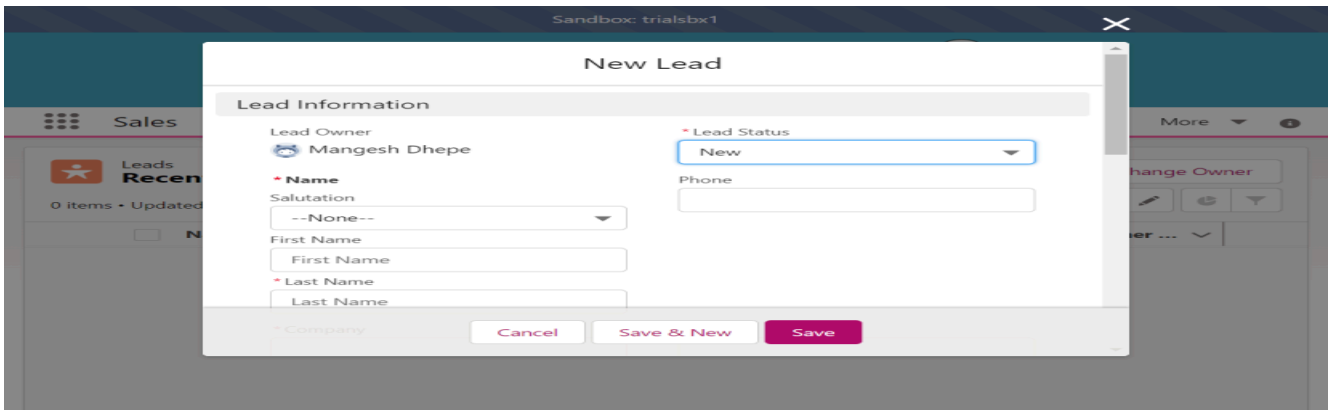 Sandbox: trialsbx1
New Lead
Lead Information
Sales
More
Lead Owner
Mangesh Dhepe
* Lead Status
New
Leads
Recen
hange Owner
* Name
Phone
0 items • Updated
Salutation
--None--
N
er ...
First Name
First Name
* Last Name
Last Name
* Company
Cancel
Save & New
Save